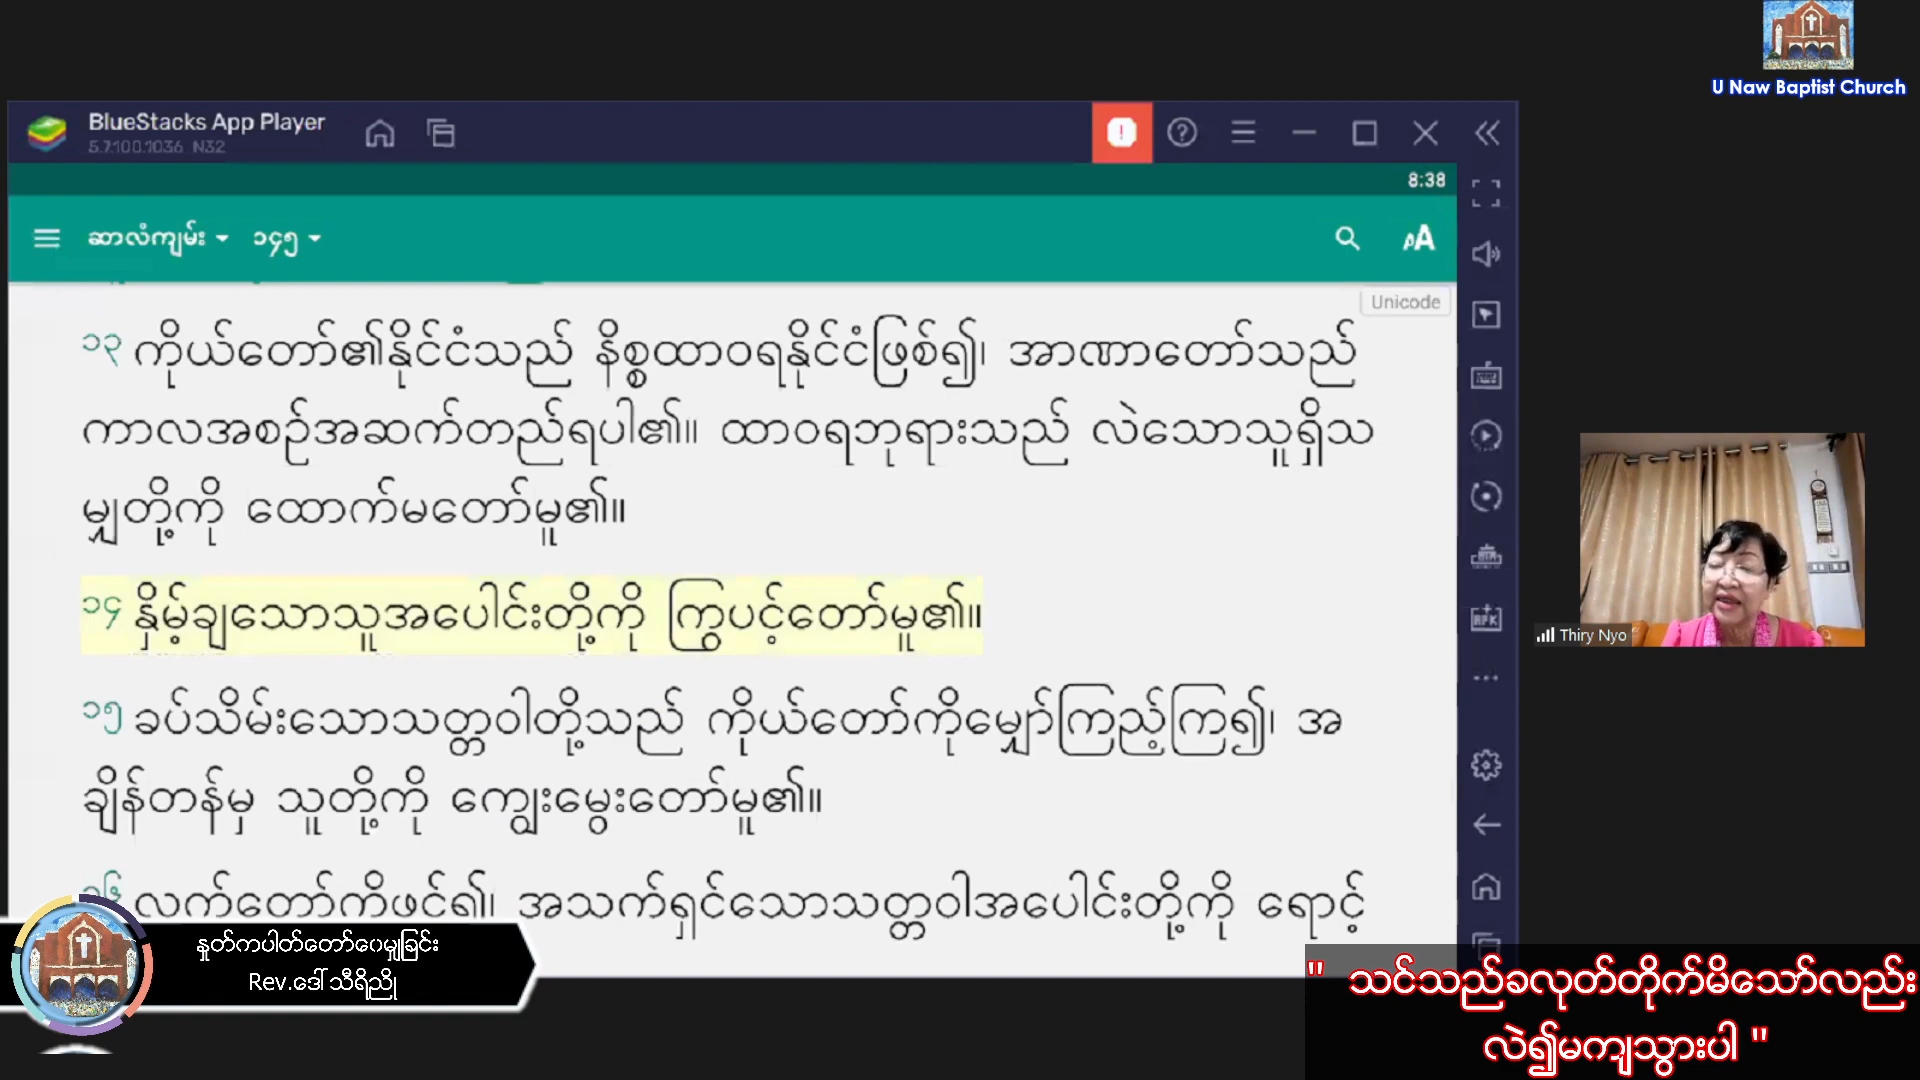 U Naw Baptist Church
BlueStacks App Player
5.7.100.1036 N32
8:38
ဆာလံကျမ်း ၁၄၅
Unicode
၁၃ ကိုယ်တော်၏နိုင်ငံသည် နိစ္စထာဝရနိုင်ငံဖြစ်၍၊ အာဏာတော်သည်
ကာလအစဉ်အဆက်တည်ရပါ၏။ ထာဝရဘုရားသည် လဲသောသူရှိသ
မျှတို့ကို ထောက်မတော်မူ၏။
၁၄ နှိမ့်ချသောသူအပေါင်းတို့ကို ကြွပင့်တော်မူ၏။
၁၅ ခပ်သိမ်းသောသတ္တဝါတို့သည် ကိုယ်တော်ကိုမျှော်ကြည့်ကြ၍၊ အ
ချိန်တန်မှ သူတို့ကို ကျွေးမွေးတော်မူ၏။
၁၆ လက်တော်ကိုဖြင့်၍၊ အသက်ရှင်သောသတ္တဝါအပေါင်းတို့ကို ရောင့်
Thiry Nyo
နှုတ်ကပါတ်တော်ဝေမျှခြင်း
Rev.ဒေါ်သီရိညို
" သင်သည်ခလုတ်တိုက်မိသော်လည်း
လဲ၍မကျသွားပါ "